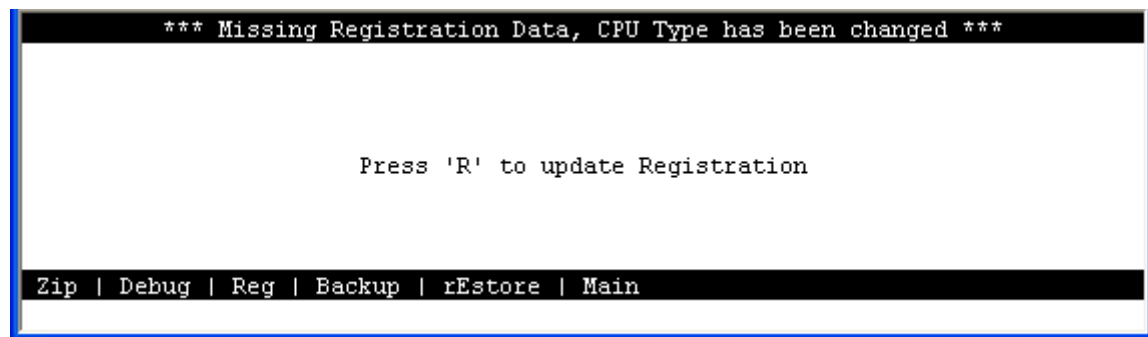 *** Missing Registration Data, CPU Type has been changed ***
Press 'R' to update Registration
Zip | Debug | Reg | Backup | rEstore | Main